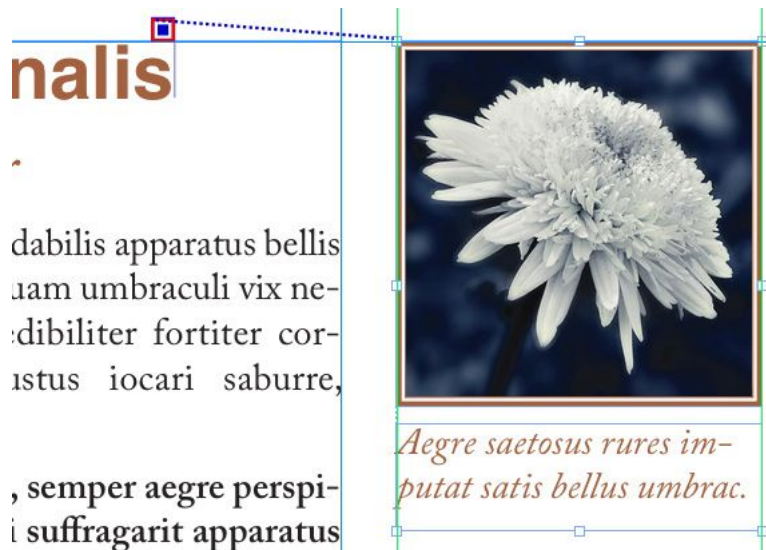 nalis
r
dabilis apparatus bellis
uam umbraculi vix ne-
dibiliter fortiter cor-
ustus iocari saburre,
, semper aegre perspi-
i suffragarit apparatus
Aegre saetosus rures im-
putat satis bellus umbrac.